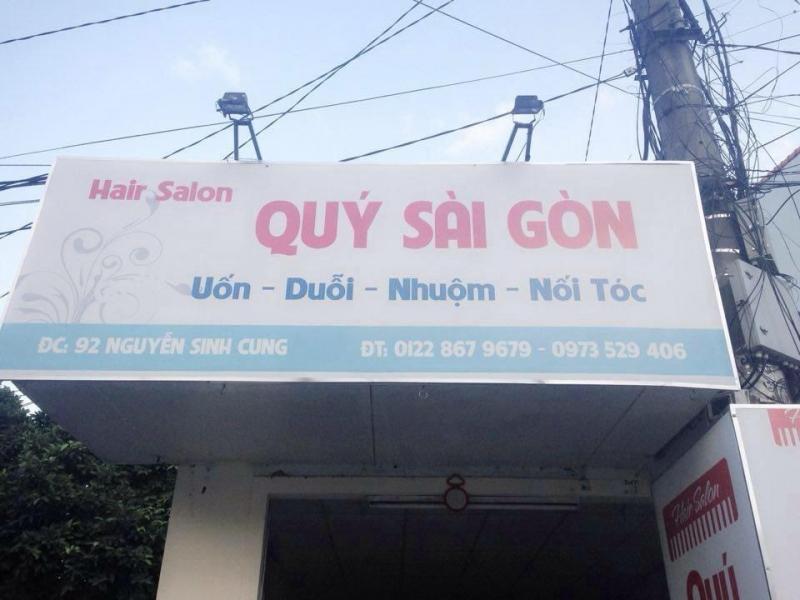 Hair Salon
QUÝ SÀI GÒN
Uốn - Duỗi - Nhuộm - Nối Tóc
ĐC: 92 NGUYỄN SINH CUNG
ĐT: 0122 867 9679 - 0973 529 406
Hair Salon
Quý